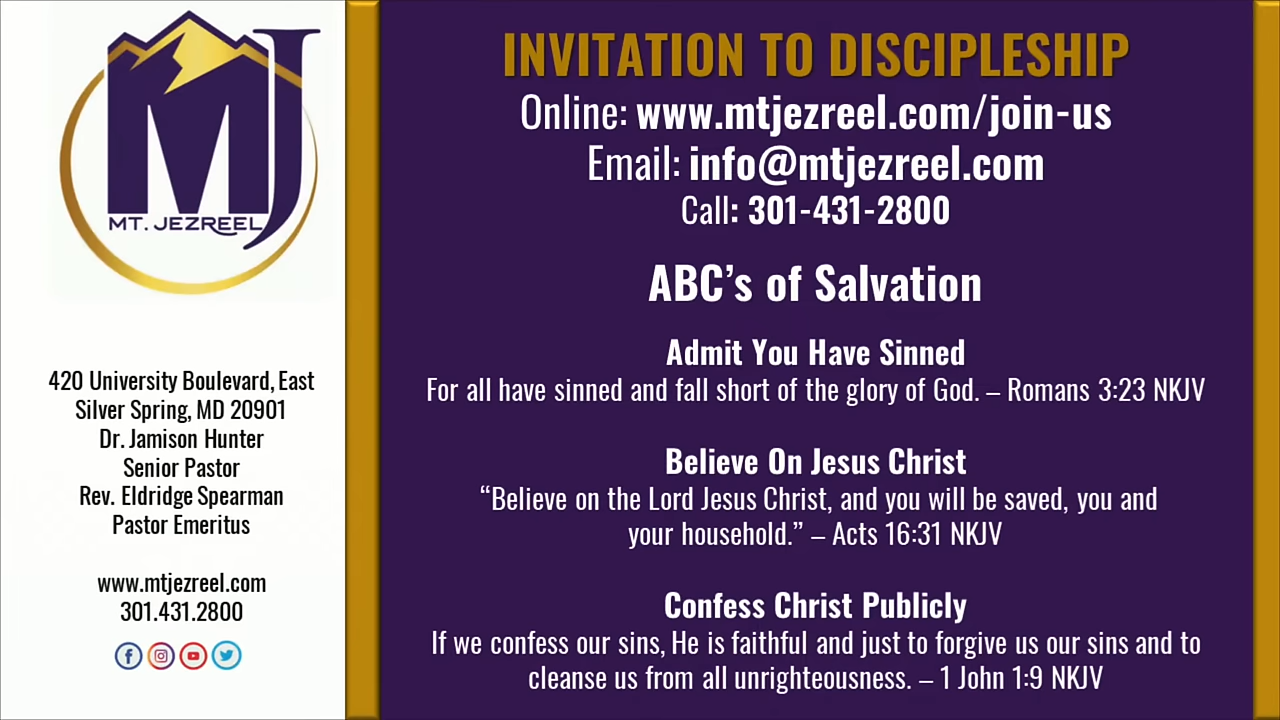 MJ
MT. JEZREEL
420 University Boulevard, East
Silver Spring, MD 20901
Dr. Jamison Hunter
Senior Pastor
Rev. Eldridge Spearman
Pastor Emeritus
www.mtjezreel.com
301.431.2800
INVITATION TO DISCIPLESHIP
Online: www.mtjezreel.com/join-us
Email: info@mtjezreel.com
Call: 301-431-2800
ABC’s of Salvation
Admit You Have Sinned
For all have sinned and fall short of the glory of God. – Romans 3:23 NKJV
Believe On Jesus Christ
“Believe on the Lord Jesus Christ, and you will be saved, you and
your household.” – Acts 16:31 NKJV
Confess Christ Publicly
If we confess our sins, He is faithful and just to forgive us our sins and to
cleanse us from all unrighteousness. – 1 John 1:9 NKJV